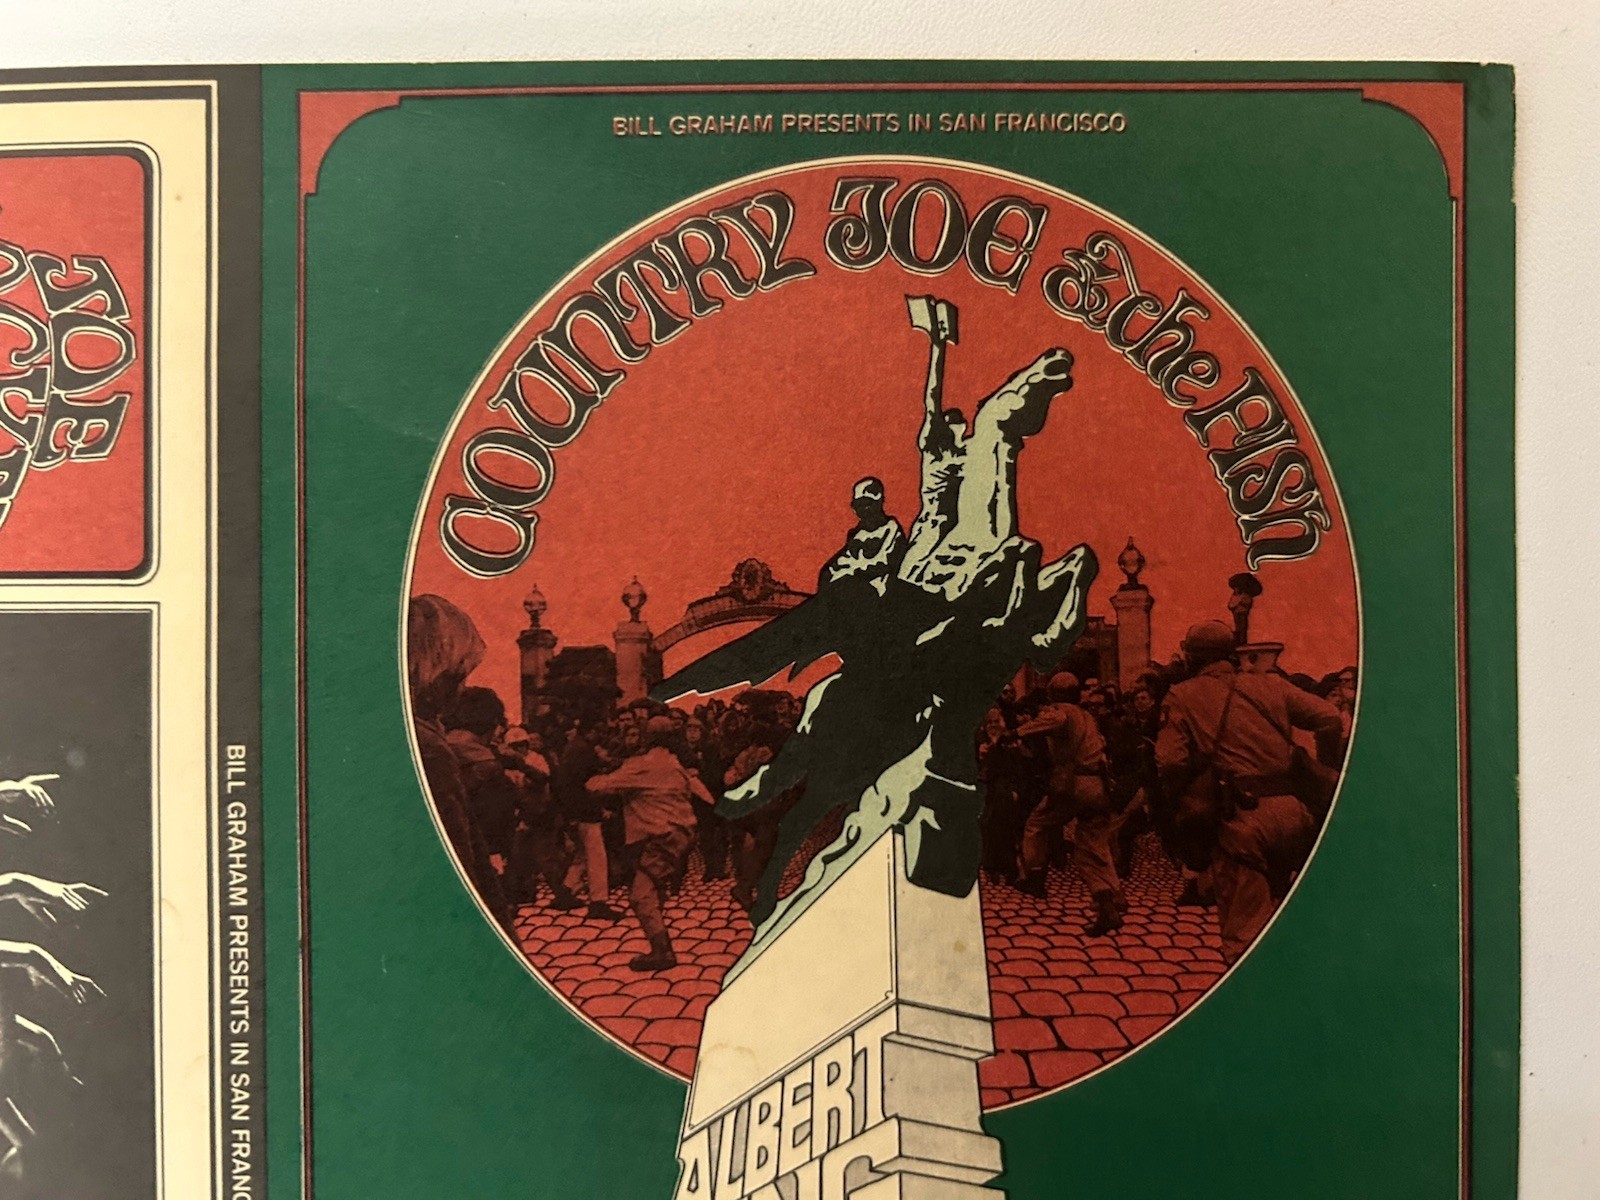 BILL GRAHAM PRESENTS IN SAN FRANCISCO
COUNTRY JOE & the FISH
ALBERT
JOE
BILL GRAHAM PRESENTS IN SAN FRANC